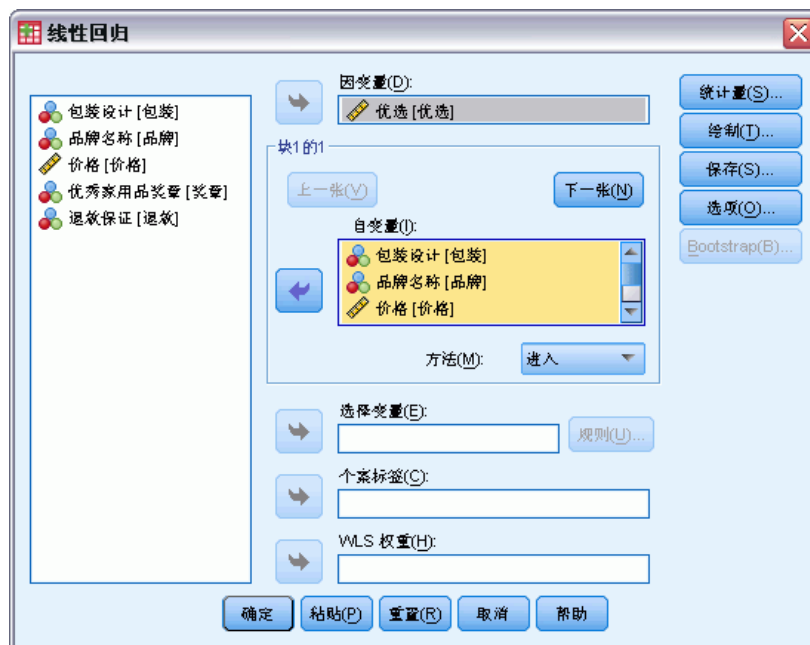 线性回归
包装设计 [包装]
品牌名称 [品牌]
价格 [价格]
优秀家用品奖章 [奖章]
退款保证 [退款]
因变量(D):
优选 [优选]
块1的1
上一张(V)
下一张(N)
自变量(I):
包装设计 [包装]
品牌名称 [品牌]
价格 [价格]
方法(M):
进入
选择变量(E):
规则(U)...
个案标签(C):
WLS 权重(H):
统计量(S)...
绘制(T)...
保存(S)...
选项(O)...
Bootstrap(B)...
确定
粘贴(P)
重置(R)
取消
帮助